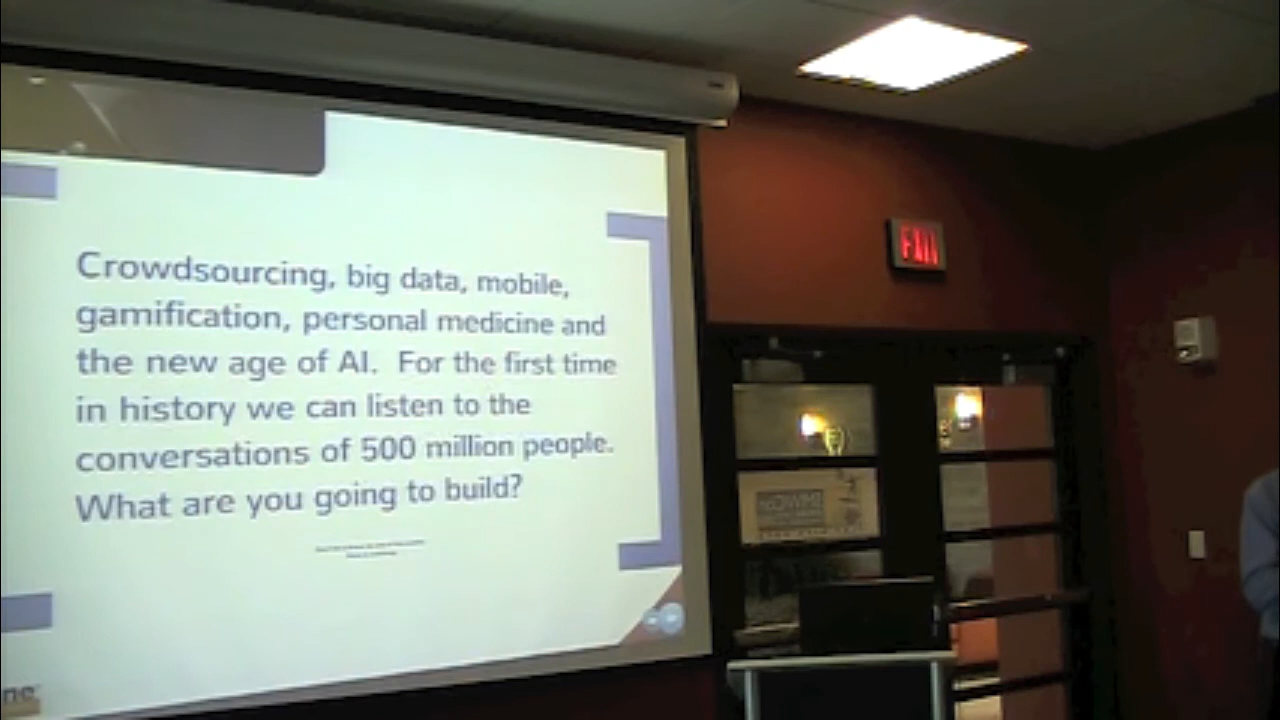 Crowdsourcing, big data, mobile,
gamification, personal medicine and
the new age of AI. For the first time
in history we can listen to the
conversations of 500 million people.
What are you going to build?
ne
EXIT